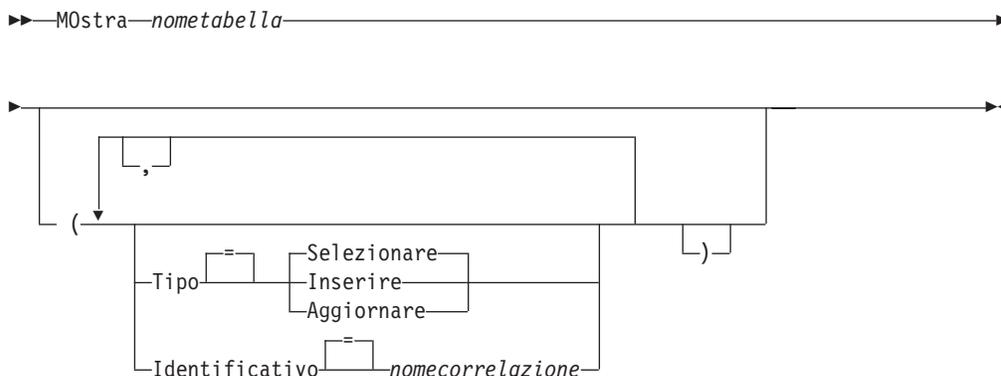 MOstra nometabella
,
(
)
=
Selezionare
Tipo
Inserire
Aggiornare
=
Identificativo nomecorrelazione